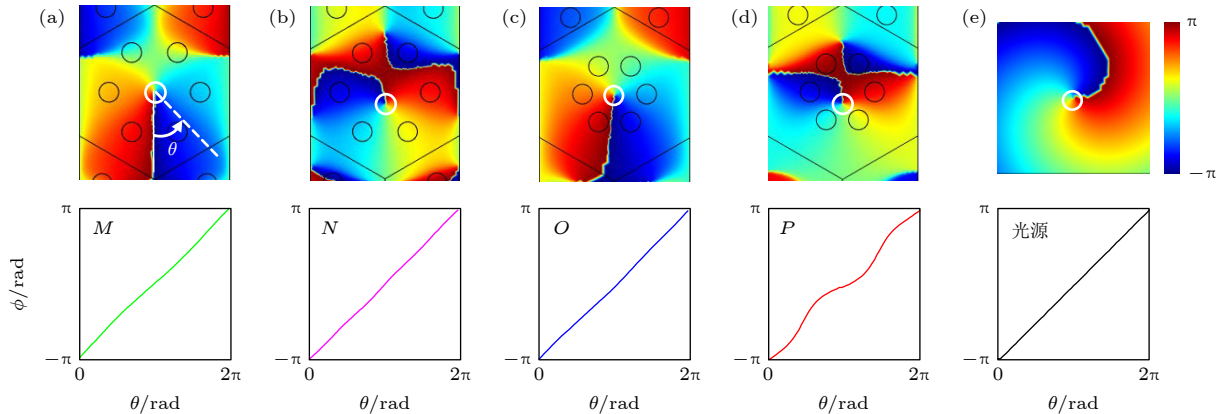 (a) (b) (c) (d) (e)
π
θ
−π
π M π N π O π P π 光源
ϕ/rad
−π −π −π −π −π
0 2π 0 2π 0 2π 0 2π 0 2π
θ/rad θ/rad θ/rad θ/rad θ/rad